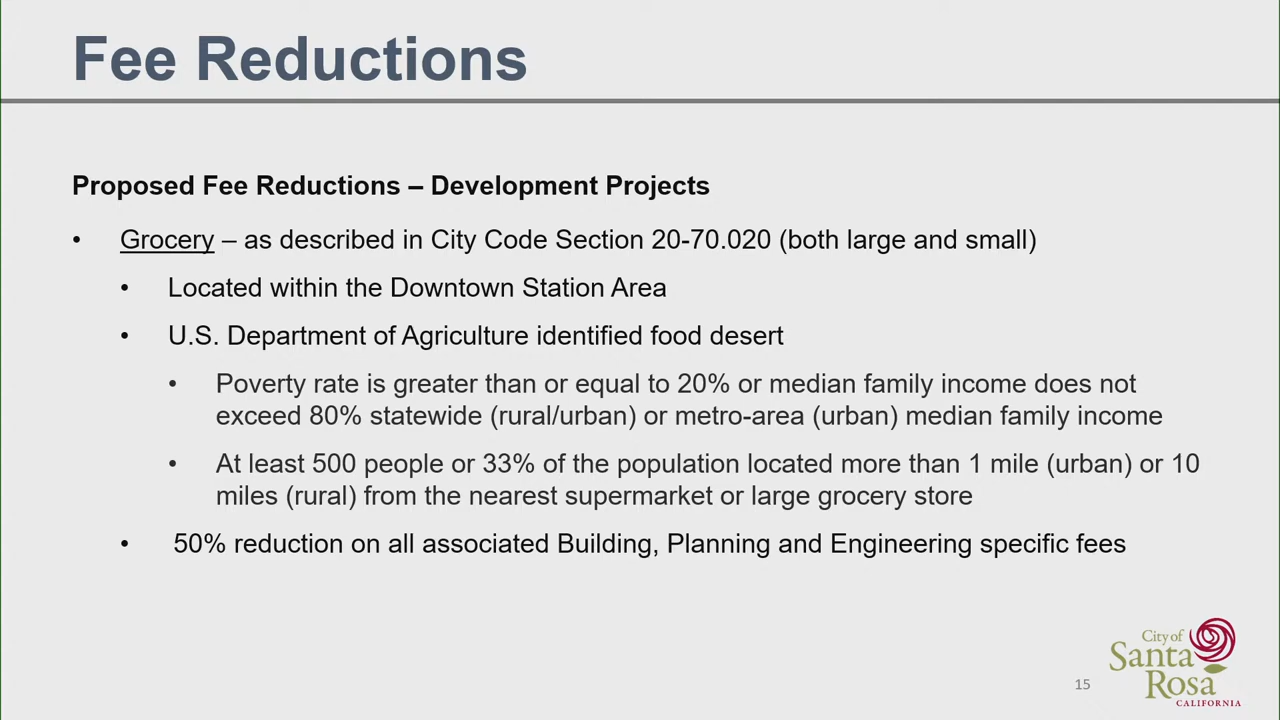 Fee Reductions
Proposed Fee Reductions – Development Projects
• Grocery – as described in City Code Section 20-70.020 (both large and small)
• Located within the Downtown Station Area
• U.S. Department of Agriculture identified food desert
• Poverty rate is greater than or equal to 20% or median family income does not
exceed 80% statewide (rural/urban) or metro-area (urban) median family income
• At least 500 people or 33% of the population located more than 1 mile (urban) or 10
miles (rural) from the nearest supermarket or large grocery store
• 50% reduction on all associated Building, Planning and Engineering specific fees
15
City of
Santa
Rosa
CALIFORNIA